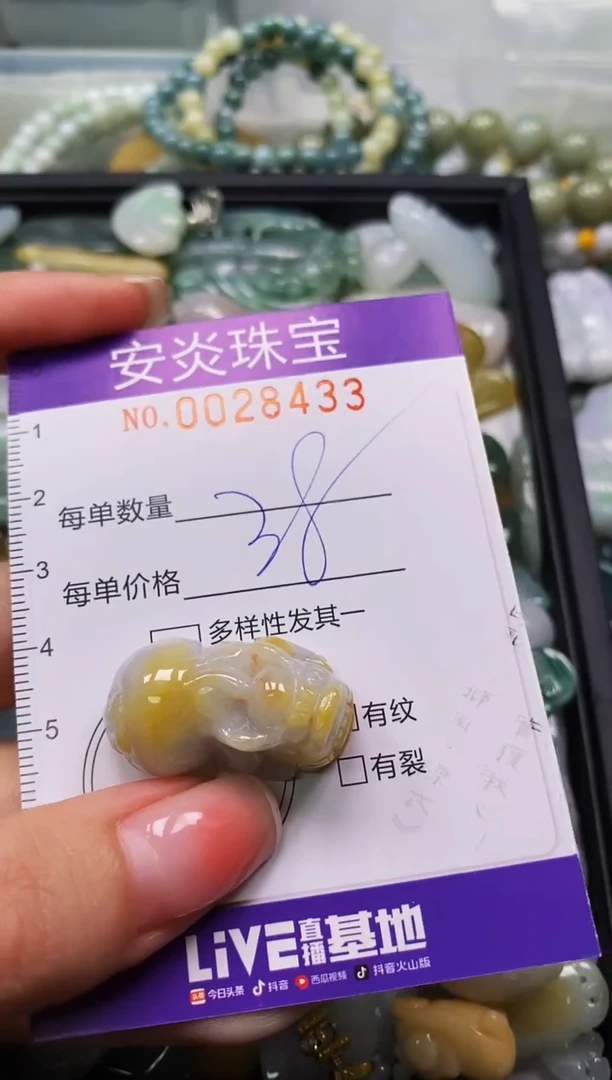 安炎珠宝
NO.0028433
1
2
每单数量
38
3
每单价格
多样性发其一
4
有纹
5
有裂
LiVE直播基地
头条 今日头条 抖音 西瓜视频 抖音火山版